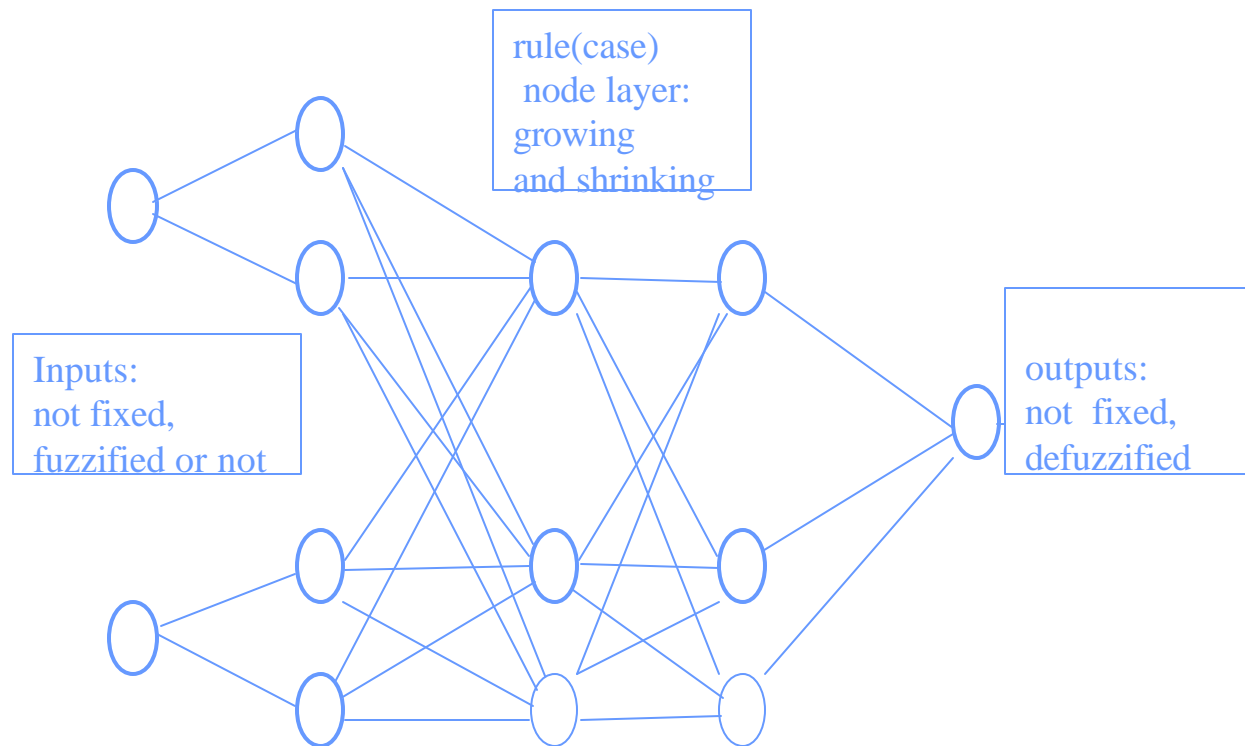 rule(case)
node layer:
growing
and shrinking
Inputs:
not fixed,
fuzzified or not
outputs:
not fixed,
defuzzified